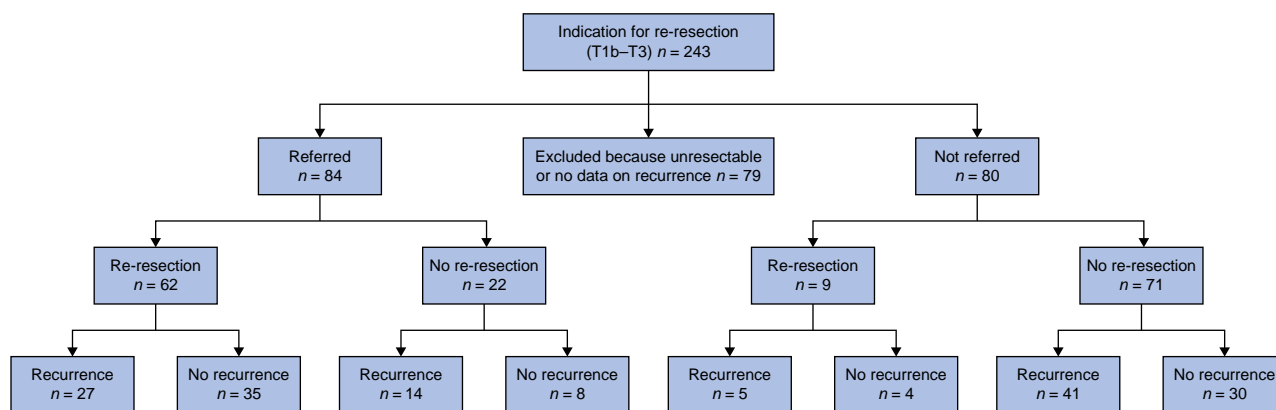 Indication for re-resection
(T1b–T3) n = 243
Referred
n = 84
Excluded because unresectable
or no data on recurrence n = 79
Not referred
n = 80
Re-resection
n = 62
No re-resection
n = 22
Re-resection
n = 9
No re-resection
n = 71
Recurrence
n = 27
No recurrence
n = 35
Recurrence
n = 14
No recurrence
n = 8
Recurrence
n = 5
No recurrence
n = 4
Recurrence
n = 41
No recurrence
n = 30